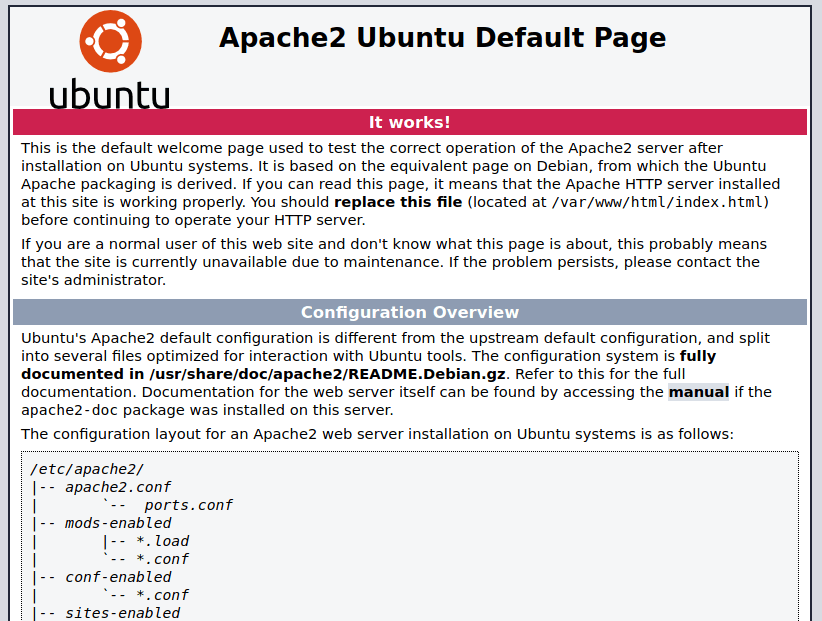 Apache2 Ubuntu Default Page
ubuntu
It works!
This is the default welcome page used to test the correct operation of the Apache2 server after
installation on Ubuntu systems. It is based on the equivalent page on Debian, from which the Ubuntu
Apache packaging is derived. If you can read this page, it means that the Apache HTTP server installed
at this site is working properly. You should replace this file (located at /var/www/html/index.html)
before continuing to operate your HTTP server.
If you are a normal user of this web site and don't know what this page is about, this probably means
that the site is currently unavailable due to maintenance. If the problem persists, please contact the
site's administrator.
Configuration Overview
Ubuntu's Apache2 default configuration is different from the upstream default configuration, and split
into several files optimized for interaction with Ubuntu tools. The configuration system is fully
documented in /usr/share/doc/apache2/README.Debian.gz. Refer to this for the full
documentation. Documentation for the web server itself can be found by accessing the manual if the
apache2-doc package was installed on this server.
The configuration layout for an Apache2 web server installation on Ubuntu systems is as follows:
/etc/apache2/
|-- apache2.conf
|       `--  ports.conf
|-- mods-enabled
|       |-- *.load
|       `-- *.conf
|-- conf-enabled
|       `-- *.conf
|-- sites-enabled